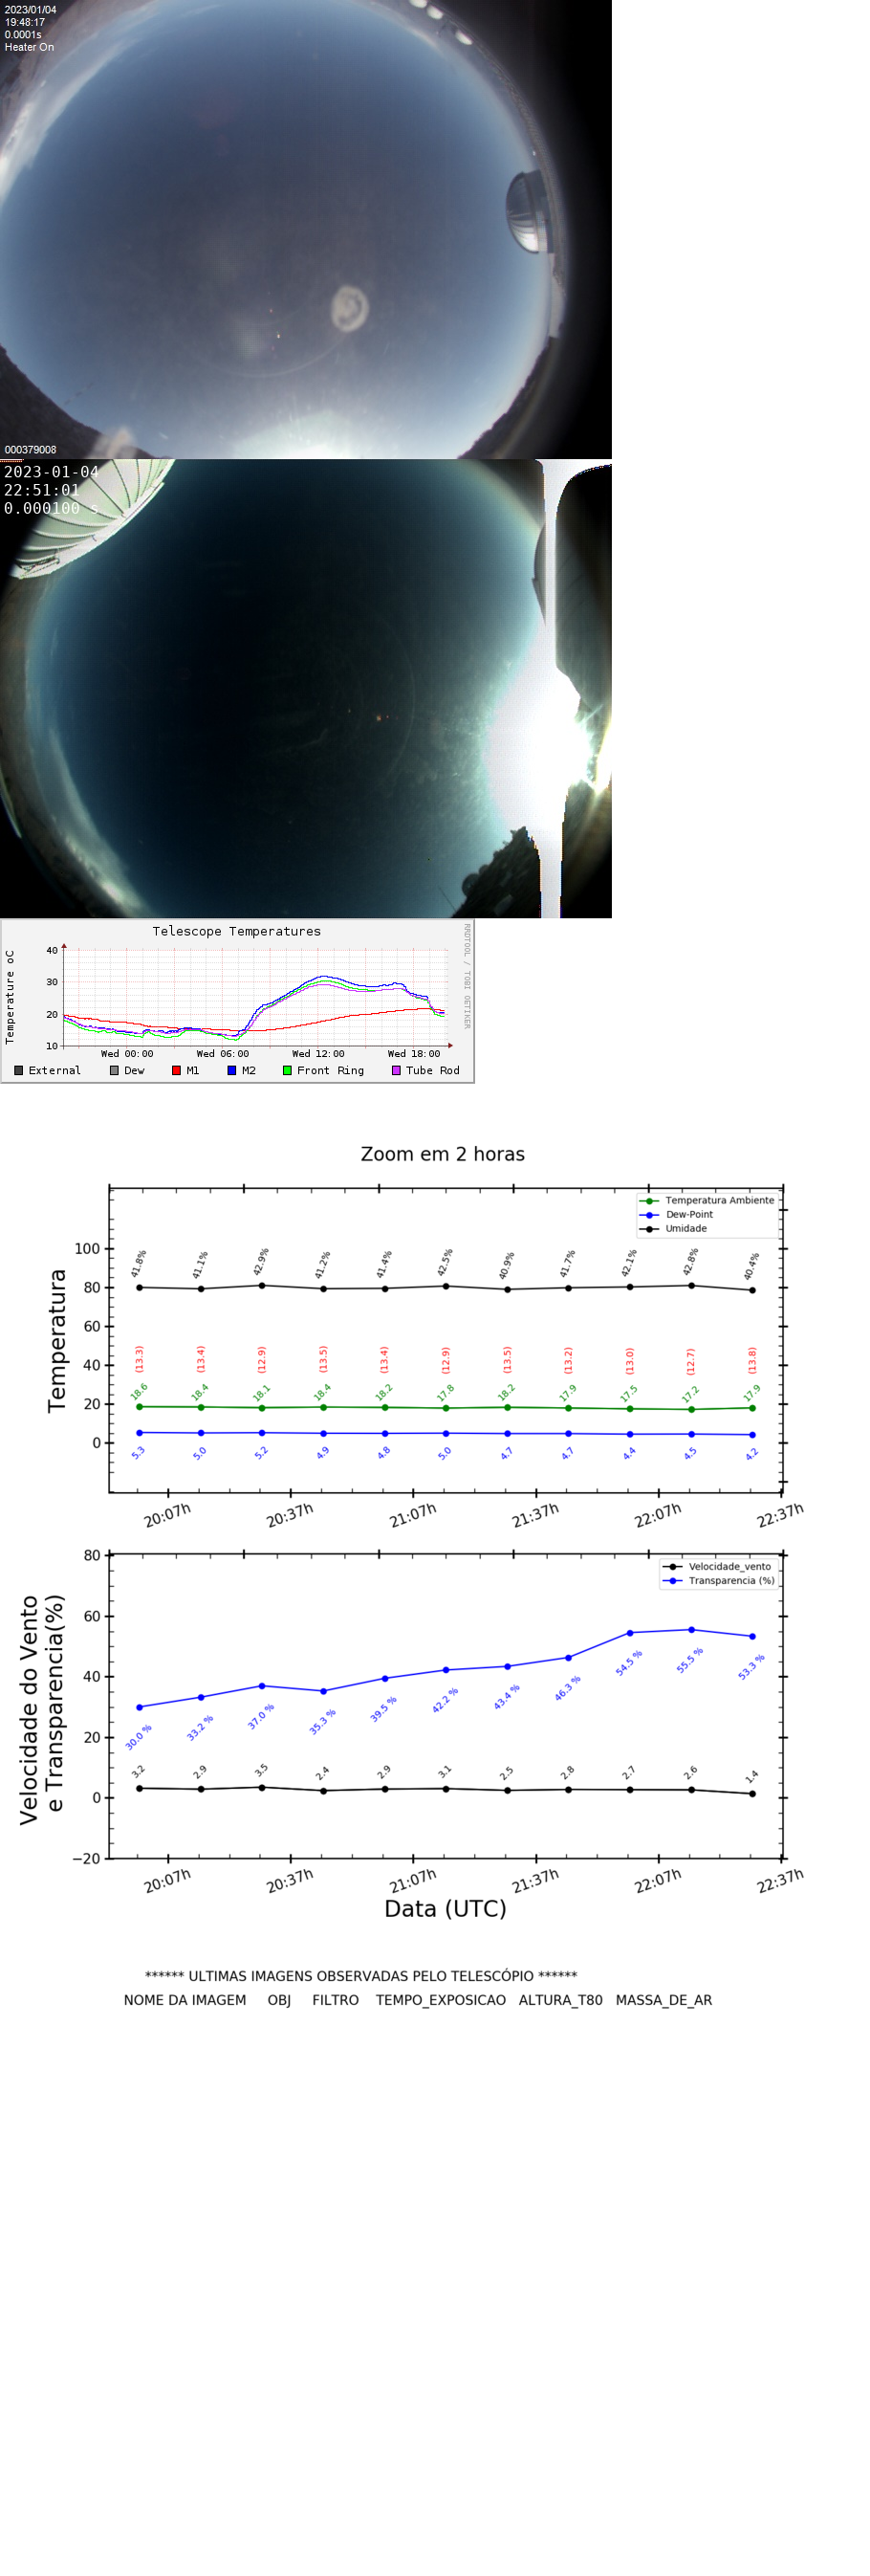 2023/01/04
19:48:17
0.0001s
Heater On
000379008
2023-01-04
22:51:01
0.000100 s
Telescope Temperatures
RRDTOOL / TOBI OETIKER
Temperature oC
40
30
20
10
Wed 00:00 Wed 06:00 Wed 12:00 Wed 18:00
External Dew M1 M2 Front Ring Tube Rod
Zoom em 2 horas
Temperatura Ambiente
Dew-Point
Umidade
Temperatura
100
80
60
40
20
0
41.8% 41.1% 42.9% 41.2% 41.4% 42.5% 40.9% 41.7% 42.1% 42.8% 40.4%
(13.3) (13.4) (12.9) (13.5) (13.4) (12.9) (13.5) (13.2) (13.0) (12.7) (13.8)
18.6 18.4 18.1 18.4 18.2 17.8 18.2 17.9 17.5 17.2 17.9
5.3 5.0 5.2 4.9 4.8 5.0 4.7 4.7 4.4 4.5 4.2
20:07h 20:37h 21:07h 21:37h 22:07h 22:37h
Velocidade_vento
Transparencia (%)
Velocidade do Vento
e Transparencia(%)
80
60
40
20
0
−20
30.0 % 33.2 % 37.0 % 35.3 % 39.5 % 42.2 % 43.4 % 46.3 % 54.5 % 55.5 % 53.3 %
3.2 2.9 3.5 2.4 2.9 3.1 2.5 2.8 2.7 2.6 1.4
20:07h 20:37h 21:07h 21:37h 22:07h 22:37h
Data (UTC)
****** ULTIMAS IMAGENS OBSERVADAS PELO TELESCÓPIO ******
NOME DA IMAGEM OBJ FILTRO TEMPO_EXPOSICAO ALTURA_T80 MASSA_DE_AR